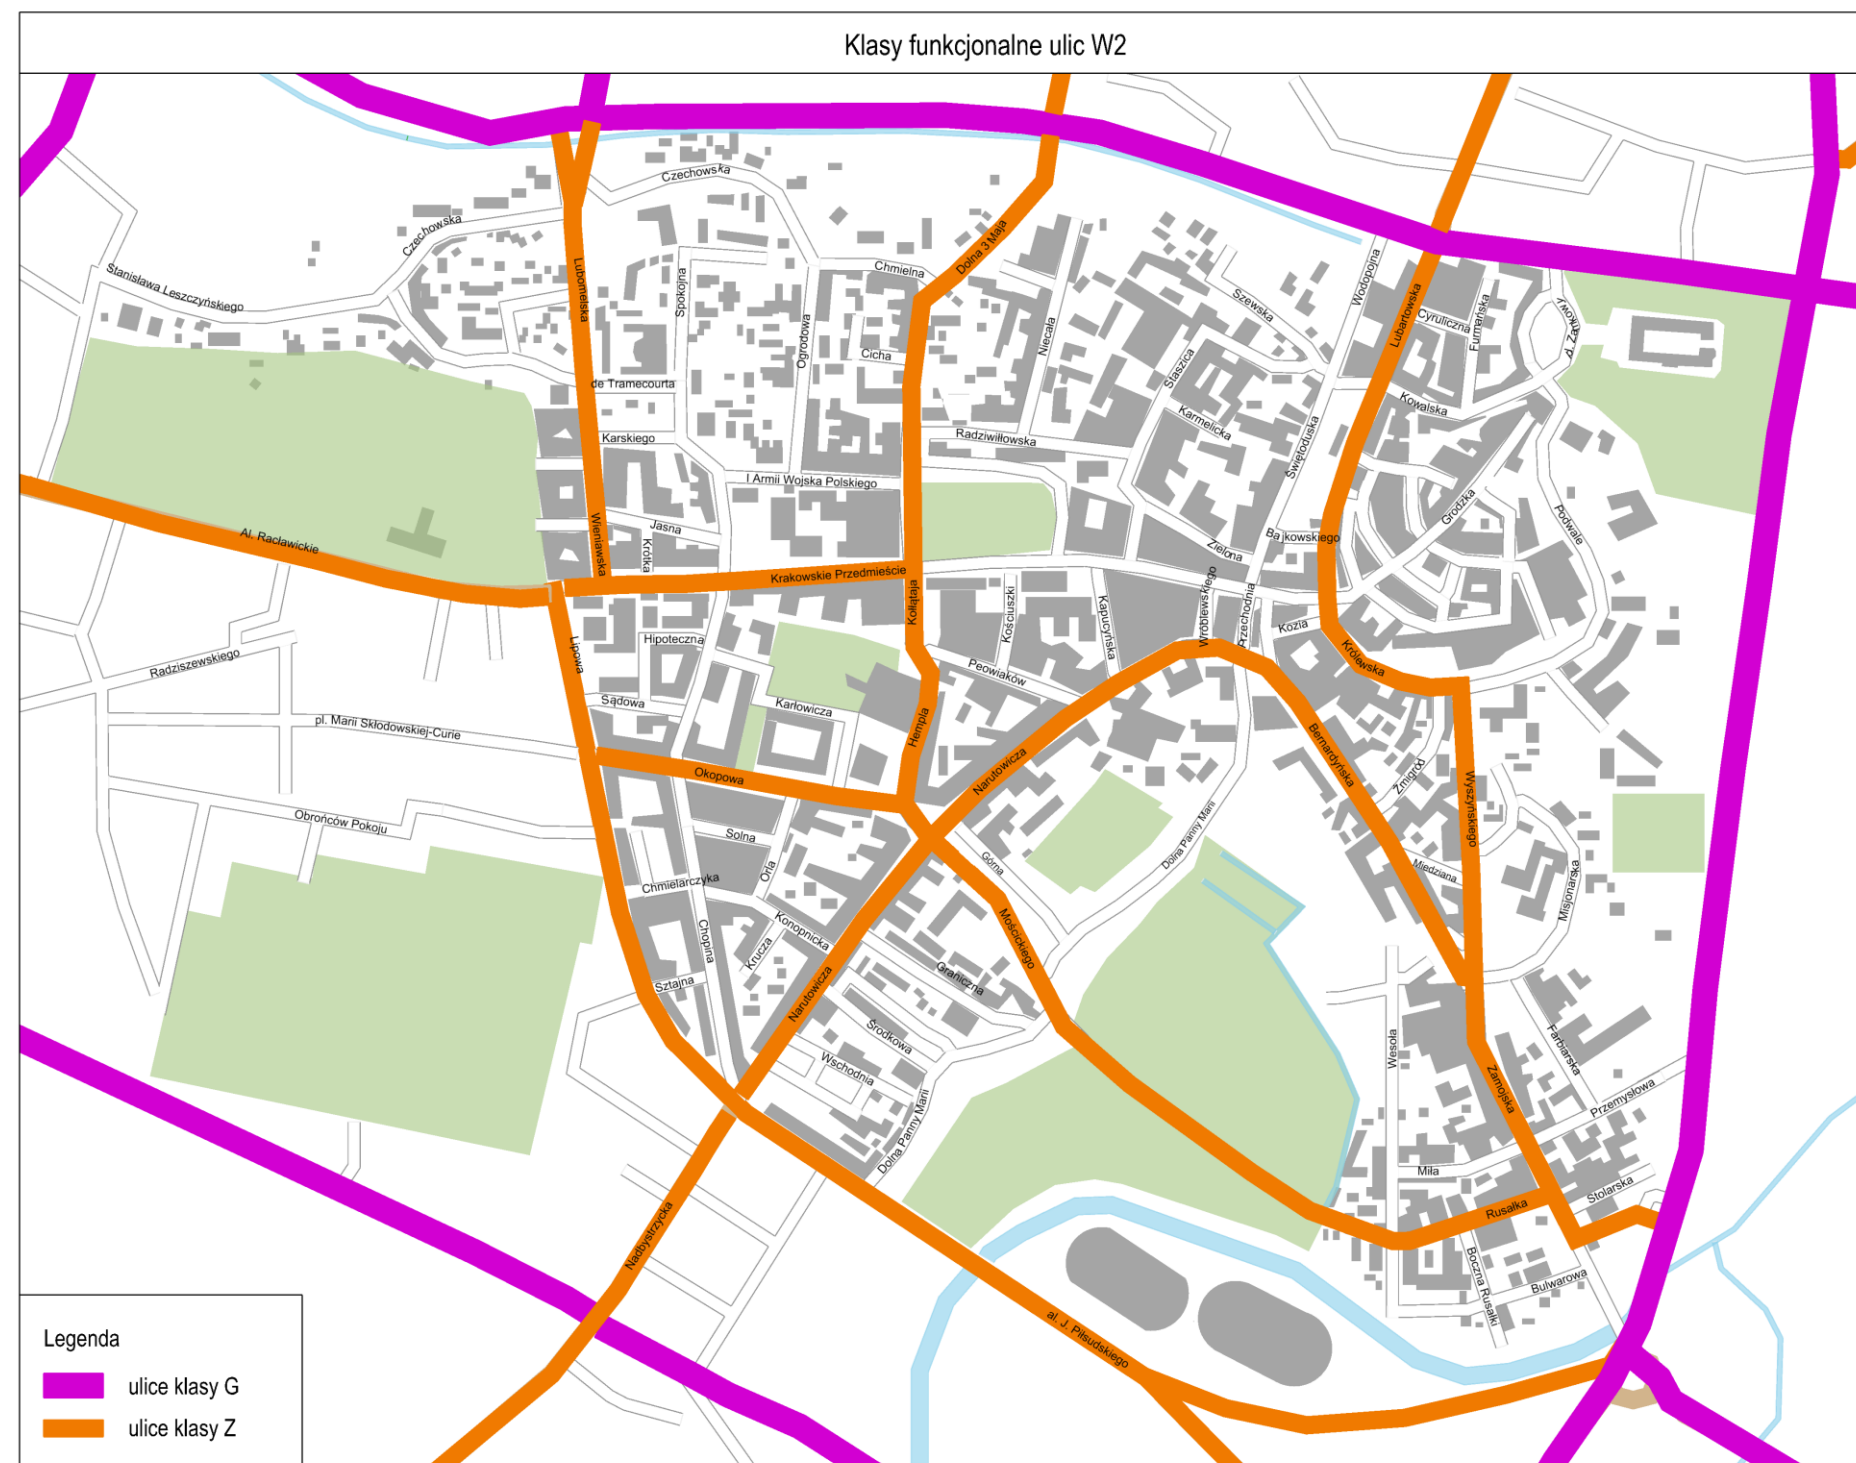 Klasy funkcjonalne ulic W2
Czechowska
Czechowska
Stanisława Leszczyńskiego
Lubomelska
Spokojna
Ogrodowa
Chmielna
Dolna 3 Maja
Cicha
Niecała
Szewska
Wodopojna
Lubartowska
Cyruliczna
Furmańska
pl. Zamkowy
de Tramecourta
Karskiego
Staszica
Karmelicka
Kowalska
Radziwiłłowska
Świętoduska
I Armii Wojska Polskiego
Grodzka
Podwale
Al. Racławickie
Wieniawska
Jasna
Krótka
Krakowskie Przedmieście
Kołłątaja
Zielona
Bajkowskiego
Kościuszki
Kapucyńska
Wróblewskiego
Przechodnia
Kozia
Królewska
Radziszewskiego
Lipowa
Hipoteczna
Peowiaków
Sądowa
Karłowicza
Hempla
pl. Marii Skłodowskiej-Curie
Okopowa
Narutowicza
Bernardyńska
Żmigród
Wyszyńskiego
Obrońców Pokoju
Solna
Orla
Górna
Dolna Panny Marii
Miedziana
Misjonarska
Chmielarczyka
Chopina
Konopnicka
Krucza
Mościckiego
Graniczna
Sztajna
Narutowicza
Środkowa
Wschodnia
Dolna Panny Marii
Wesoła
Farbiarska
Zamojska
Przemysłowa
Miła
Stolarska
Rusałka
Nadbystrzycka
Boczna Rusałki
Bulwarowa
al. J. Piłsudskiego
Legenda
ulice klasy G
ulice klasy Z